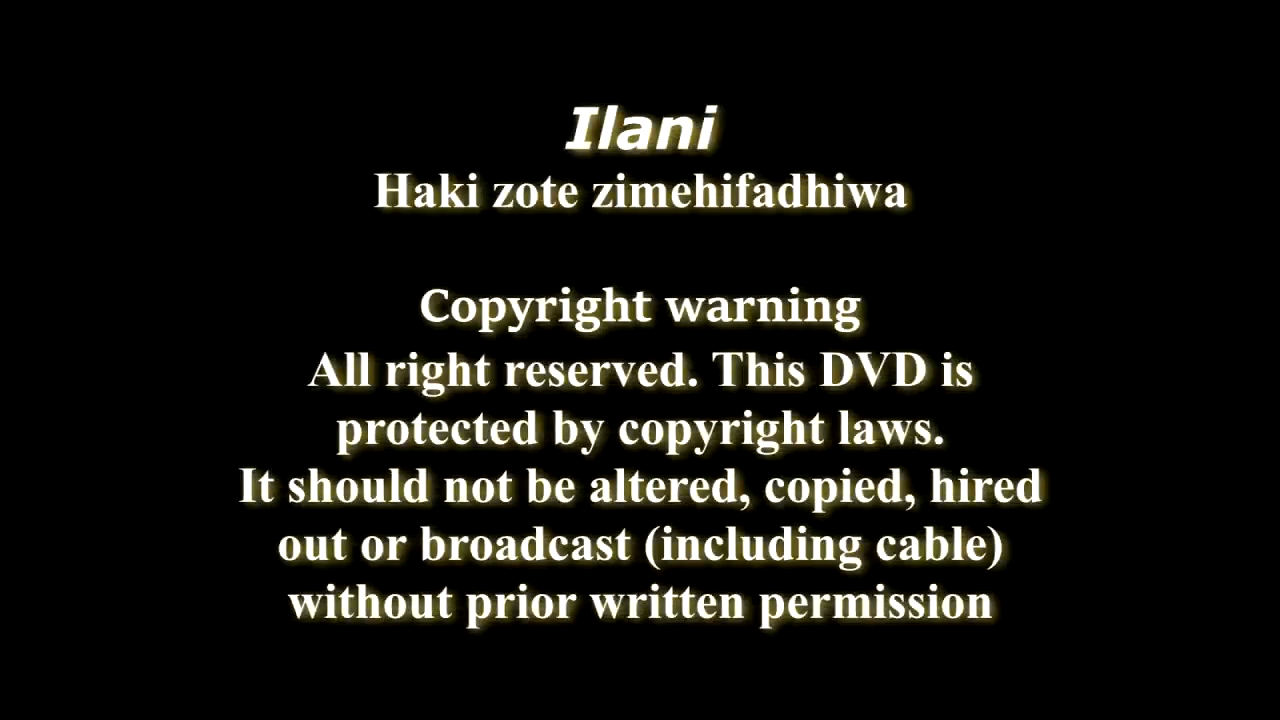 Ilani
Haki zote zimehifadhiwa
Copyright warning
All right reserved. This DVD is
protected by copyright laws.
It should not be altered, copied, hired
out or broadcast (including cable)
without prior written permission